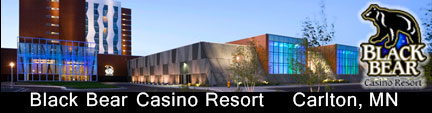 BLACK
BEAR
Casino Resort
Black Bear Casino Resort Carlton, MN